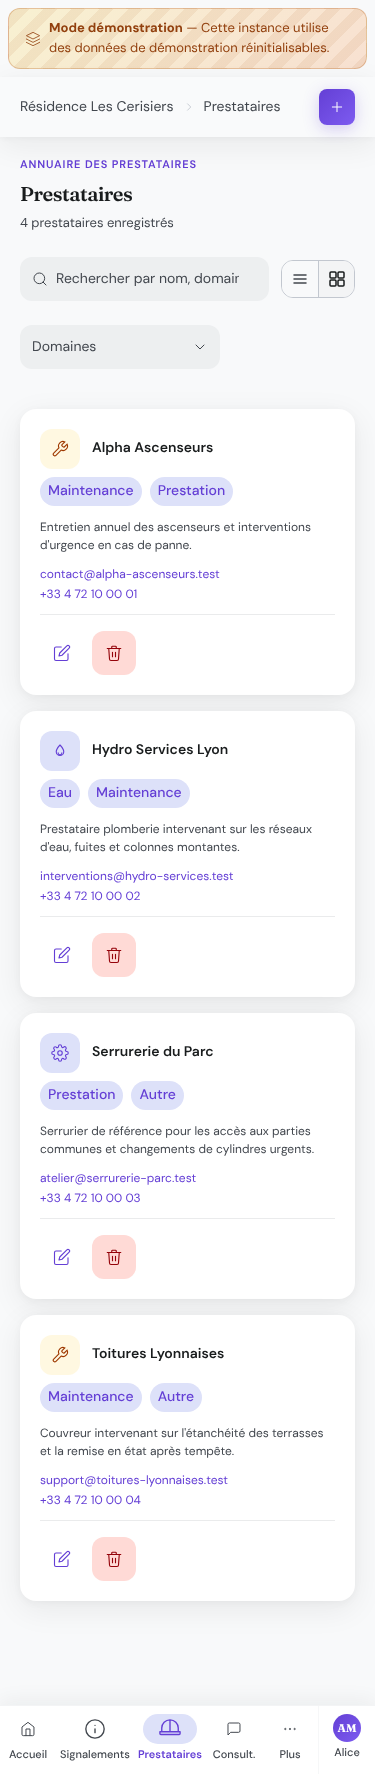 Mode démonstration — Cette instance utilise
des données de démonstration réinitialisables.
Résidence Les Cerisiers > Prestataires
ANNUAIRE DES PRESTATAIRES
Prestataires
4 prestataires enregistrés
Rechercher par nom, domain
Domaines
Alpha Ascenseurs
Maintenance Prestation
Entretien annuel des ascenseurs et interventions
d'urgence en cas de panne.
contact@alpha-ascenseurs.test
+33 4 72 10 00 01
Hydro Services Lyon
Eau Maintenance
Prestataire plomberie intervenant sur les réseaux
d'eau, fuites et colonnes montantes.
interventions@hydro-services.test
+33 4 72 10 00 02
Serrurerie du Parc
Prestation Autre
Serrurier de référence pour les accès aux parties
communes et changements de cylindres urgents.
atelier@serrurerie-parc.test
+33 4 72 10 00 03
Toitures Lyonnaises
Maintenance Autre
Couvreur intervenant sur l'étanchéité des terrasses
et la remise en état après tempête.
support@toitures-lyonnaises.test
+33 4 72 10 00 04
AM
Accueil Signalements Prestataires Consult. Plus Alice